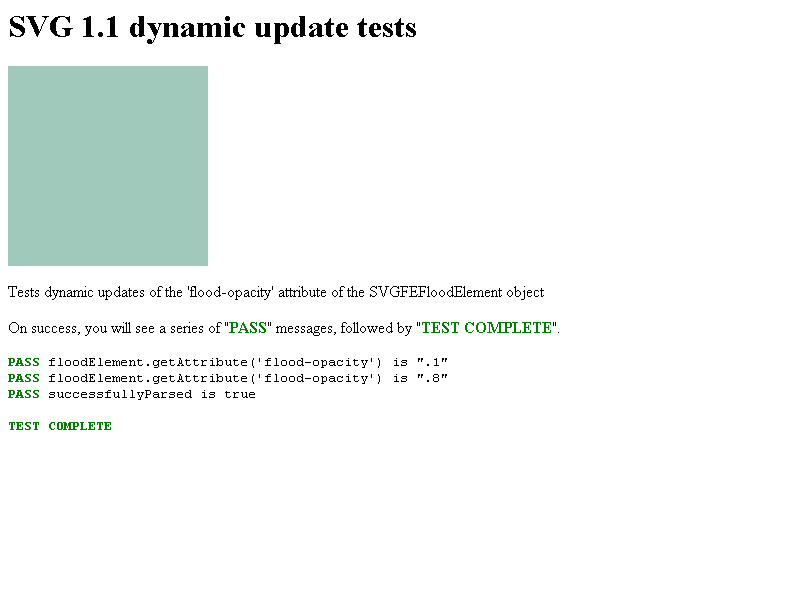 SVG 1.1 dynamic update tests
Tests dynamic updates of the 'flood-opacity' attribute of the SVGFEFloodElement object
On success, you will see a series of "PASS" messages, followed by "TEST COMPLETE".
PASS floodElement.getAttribute('flood-opacity') is ".1"
PASS floodElement.getAttribute('flood-opacity') is ".8"
PASS successfullyParsed is true
TEST COMPLETE